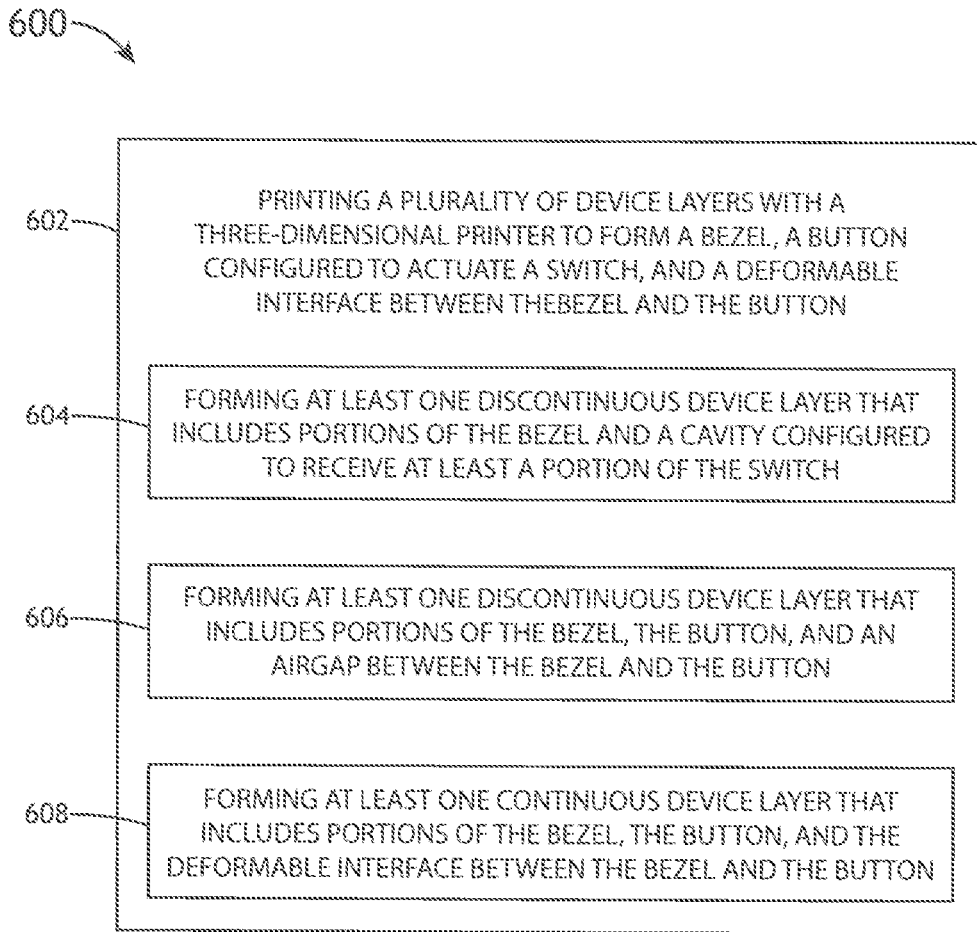 600
602
PRINTING A PLURALITY OF DEVICE LAYERS WITH A
THREE-DIMENSIONAL PRINTER TO FORM A BEZEL, A BUTTON
CONFIGURED TO ACTUATE A SWITCH, AND A DEFORMABLE
INTERFACE BETWEEN THEBEZEL AND THE BUTTON
604
FORMING AT LEAST ONE DISCONTINUOUS DEVICE LAYER THAT
INCLUDES PORTIONS OF THE BEZEL AND A CAVITY CONFIGURED
TO RECEIVE AT LEAST A PORTION OF THE SWITCH
606
FORMING AT LEAST ONE DISCONTINUOUS DEVICE LAYER THAT
INCLUDES PORTIONS OF THE BEZEL, THE BUTTON, AND AN
AIRGAP BETWEEN THE BEZEL AND THE BUTTON
608
FORMING AT LEAST ONE CONTINUOUS DEVICE LAYER THAT
INCLUDES PORTIONS OF THE BEZEL, THE BUTTON, AND THE
DEFORMABLE INTERFACE BETWEEN THE BEZEL AND THE BUTTON